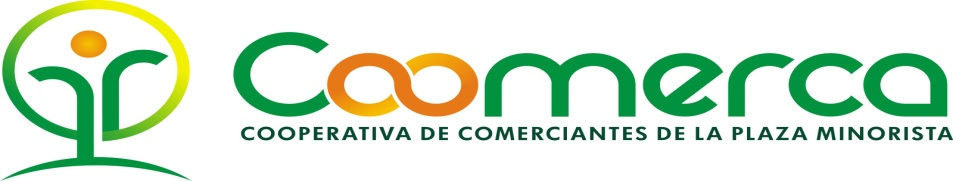 Coomerca
COOPERATIVA DE COMERCIANTES DE LA PLAZA MINORISTA